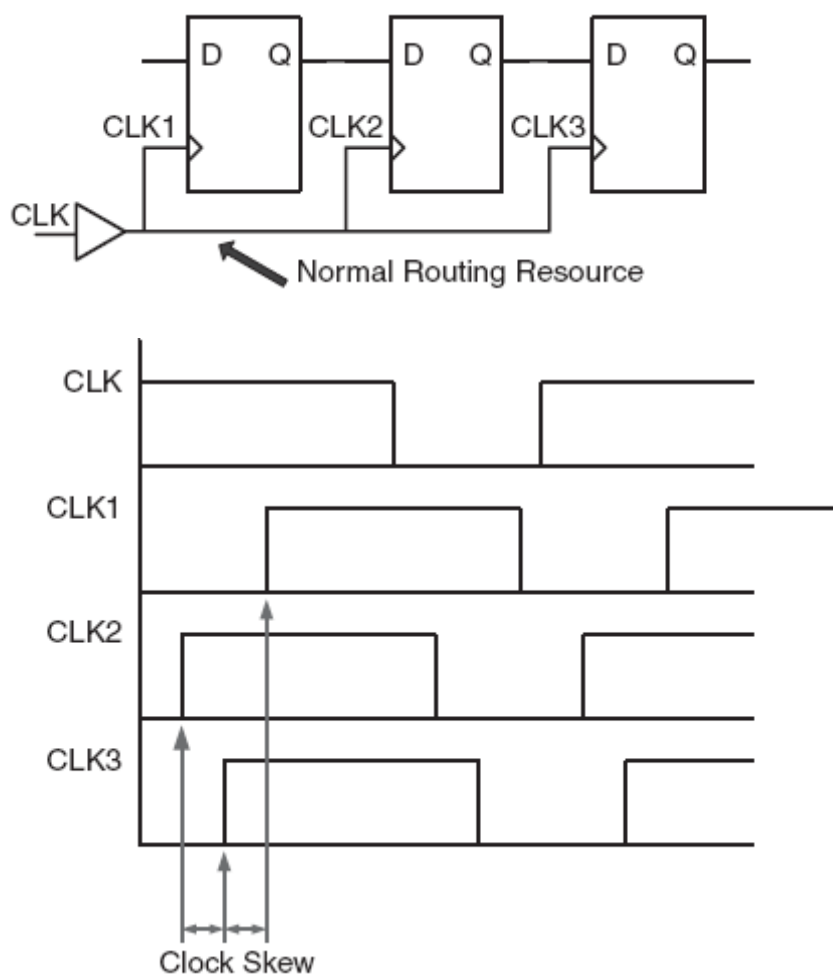 D Q D Q D Q
CLK1 CLK2 CLK3
CLK
Normal Routing Resource
CLK
CLK1
CLK2
CLK3
Clock Skew